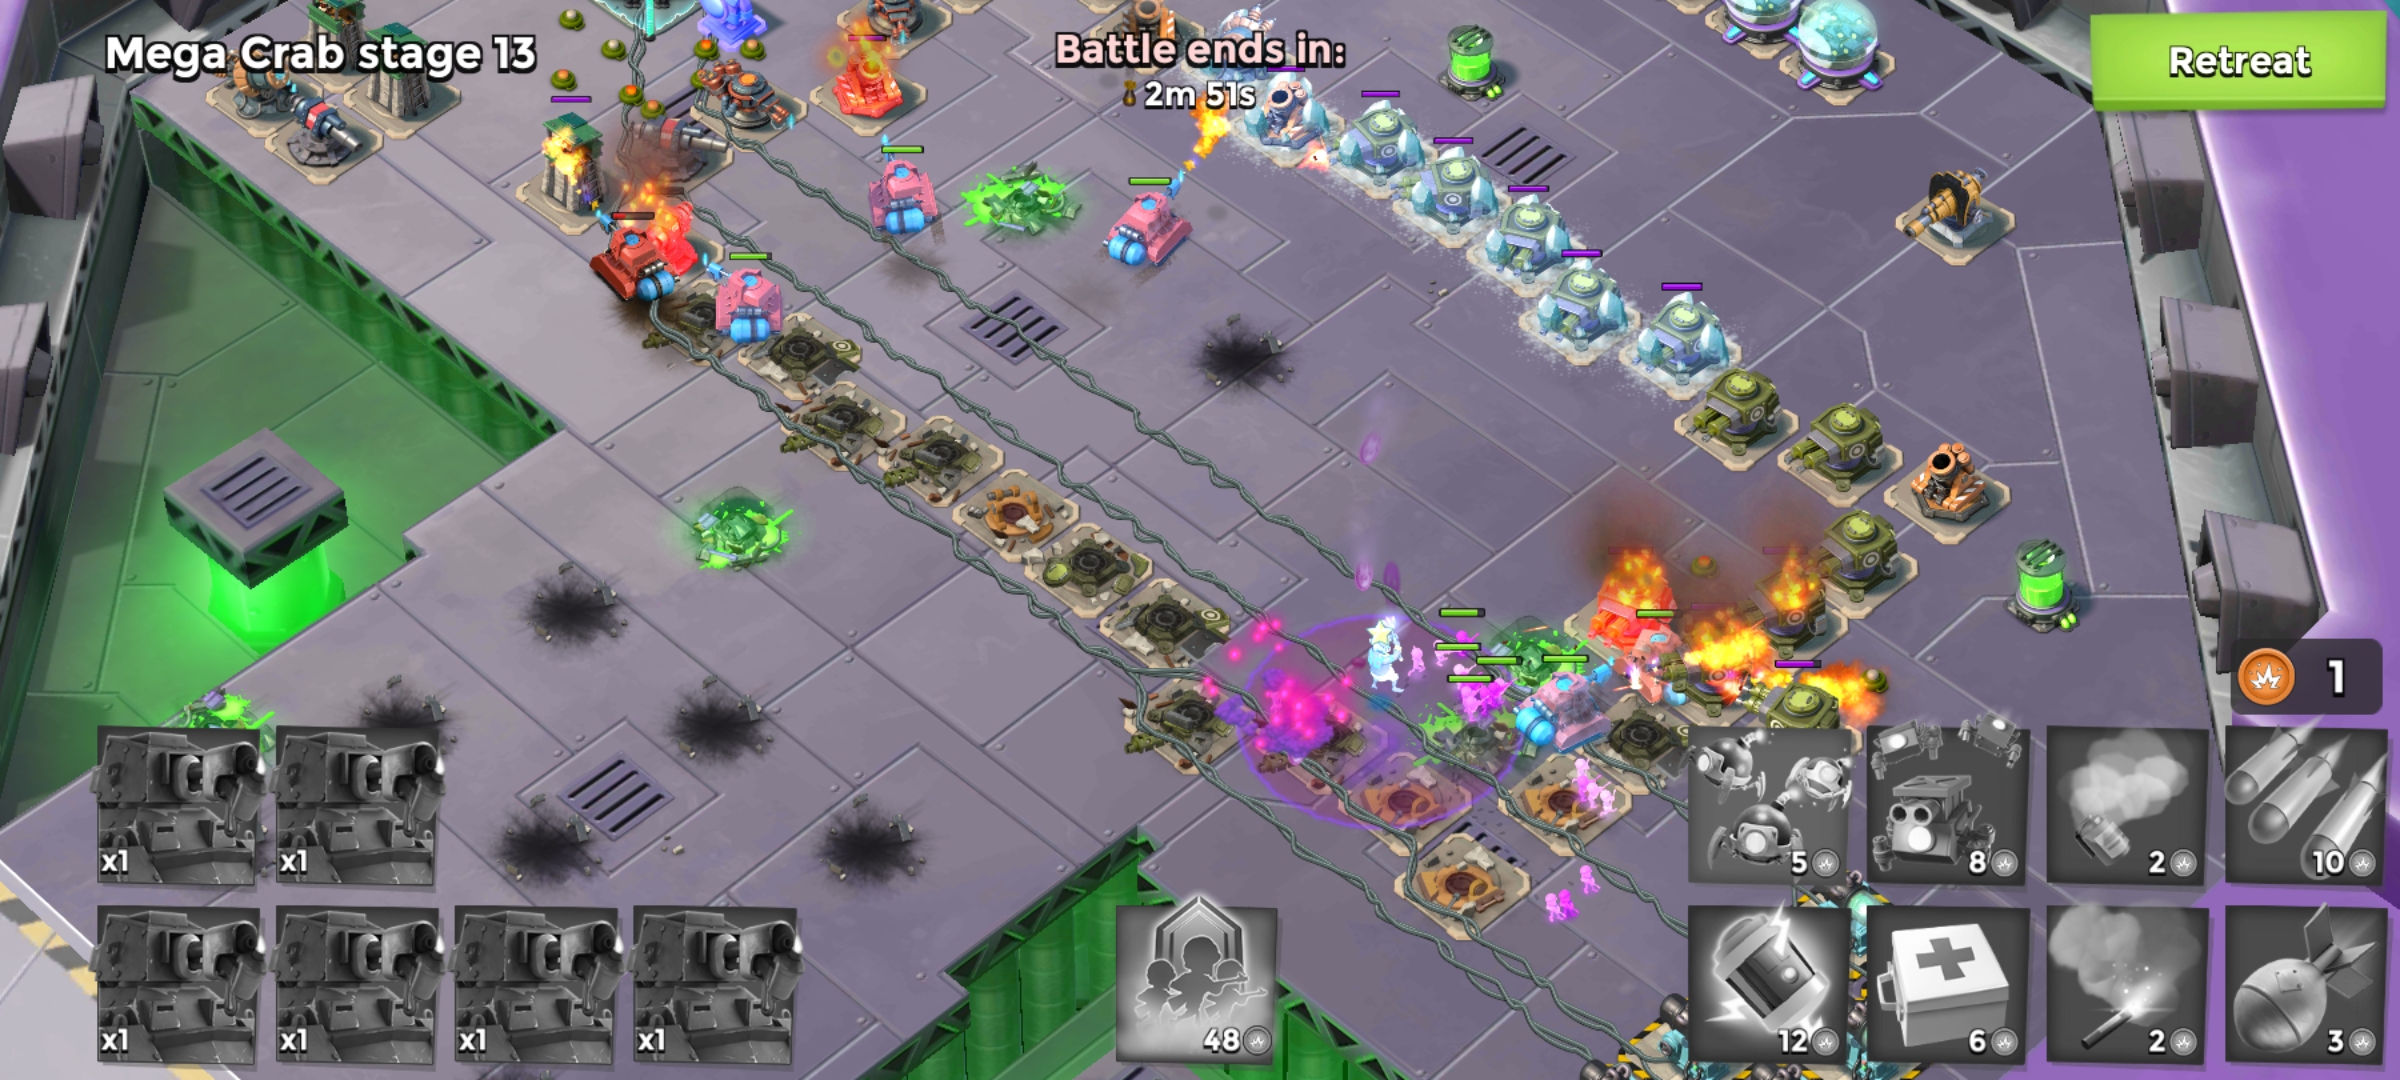 Mega Crab stage 13
Battle ends in:
2m 51s
Retreat
1
x1
x1
5
8
2
10
x1
x1
x1
x1
48
12
6
2
3